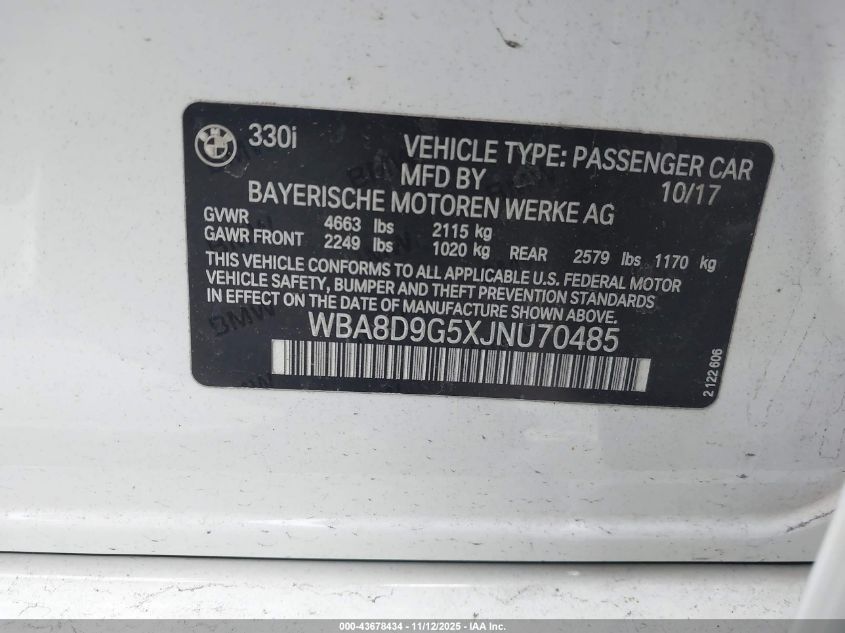 330i
VEHICLE TYPE: PASSENGER CAR
MFD BY 10/17
BAYERISCHE MOTOREN WERKE AG
GVWR 4663 lbs 2115 kg
GAWR FRONT 2249 lbs 1020 kg REAR 2579 lbs 1170 kg
THIS VEHICLE CONFORMS TO ALL APPLICABLE U.S. FEDERAL MOTOR
VEHICLE SAFETY, BUMPER AND THEFT PREVENTION STANDARDS
IN EFFECT ON THE DATE OF MANUFACTURE SHOWN ABOVE.
WBA8D9G5XJNU70485
2 122 606
000-43678434 - 11/12/2025 - IAA Inc.